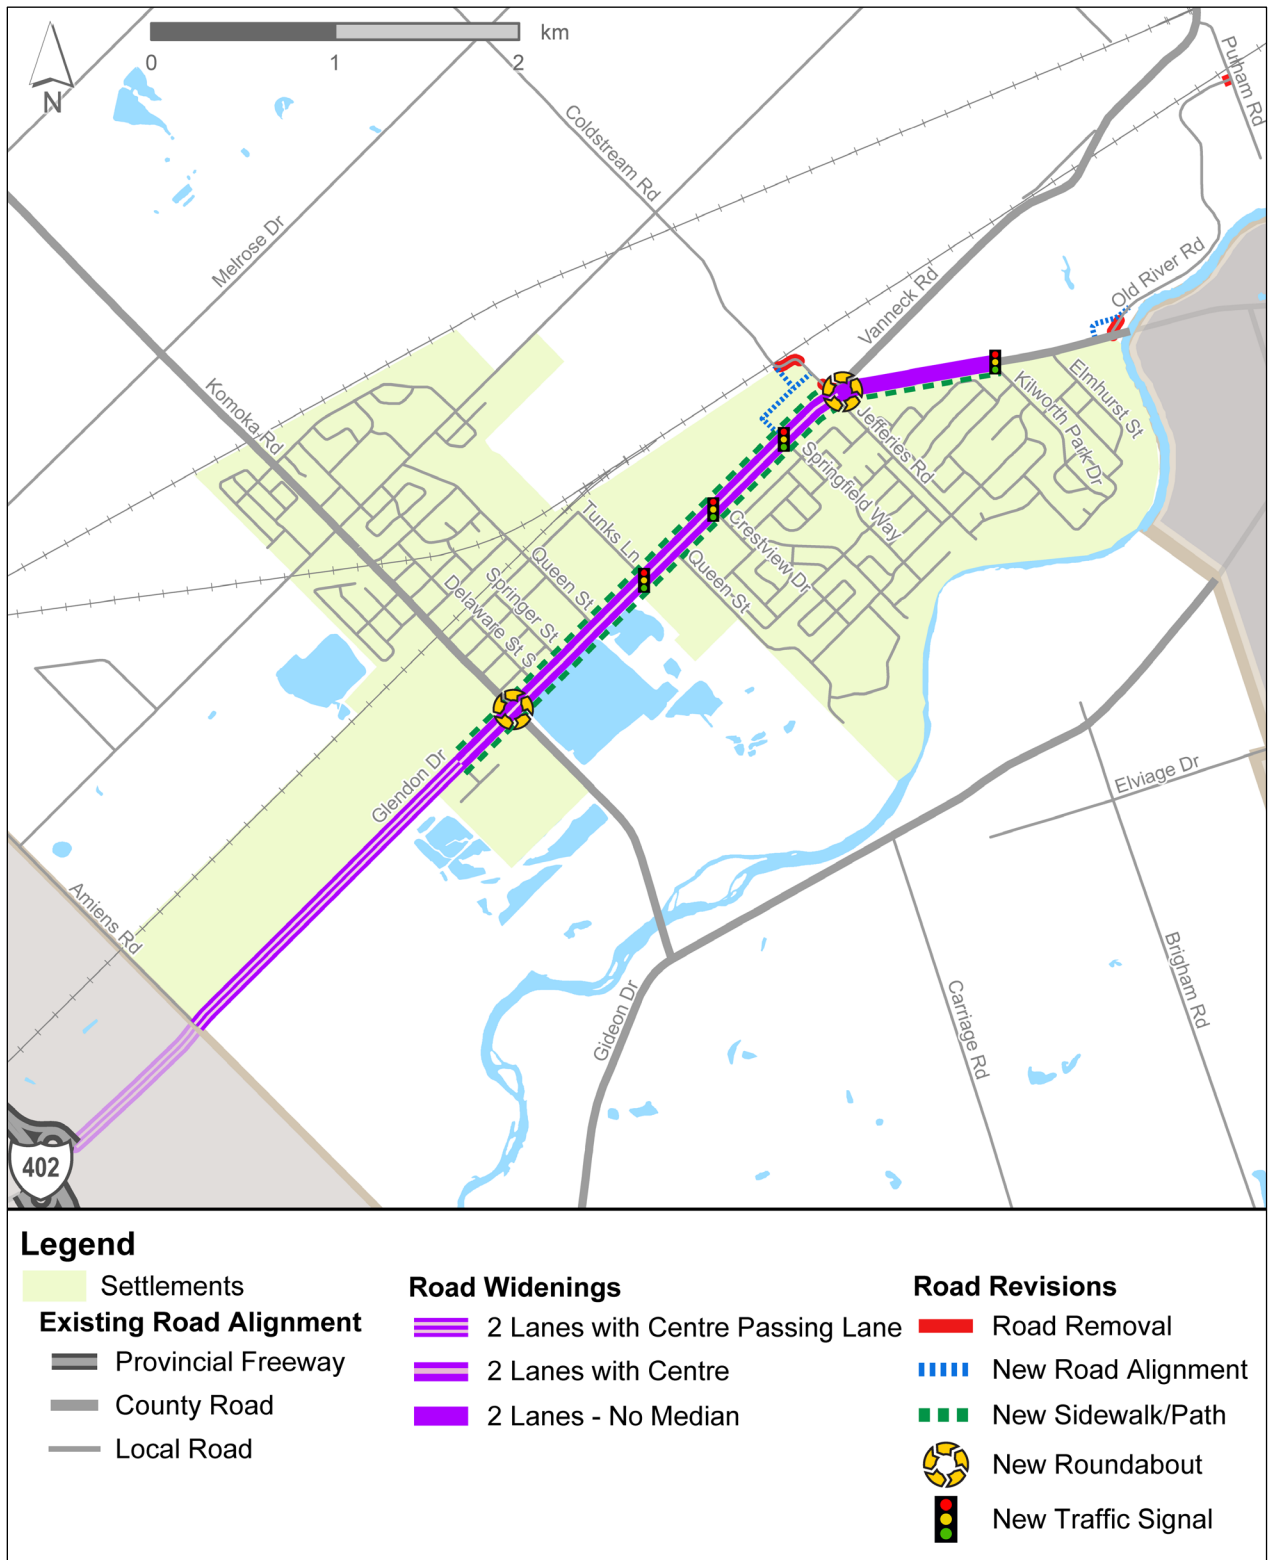 km
0
1
2
N
Pulham Rd
Coldstream Rd
Melrose Dr
Old River Rd
Vanneck Rd
Komoka Rd
Elmhurst St
Kilworth Park Dr
Jefferies Rd
Springfield Way
Crestview Dr
Tunks Ln
Queen St
Queen St
Springer St
Delaware St S
Glendon Dr
Elviage Dr
Amiens Rd
Brigham Rd
Carriage Rd
Gideon Dr
402
Legend
Settlements
Existing Road Alignment
Provincial Freeway
County Road
Local Road
Road Widenings
2 Lanes with Centre Passing Lane
2 Lanes with Centre
2 Lanes - No Median
Road Revisions
Road Removal
New Road Alignment
New Sidewalk/Path
New Roundabout
New Traffic Signal